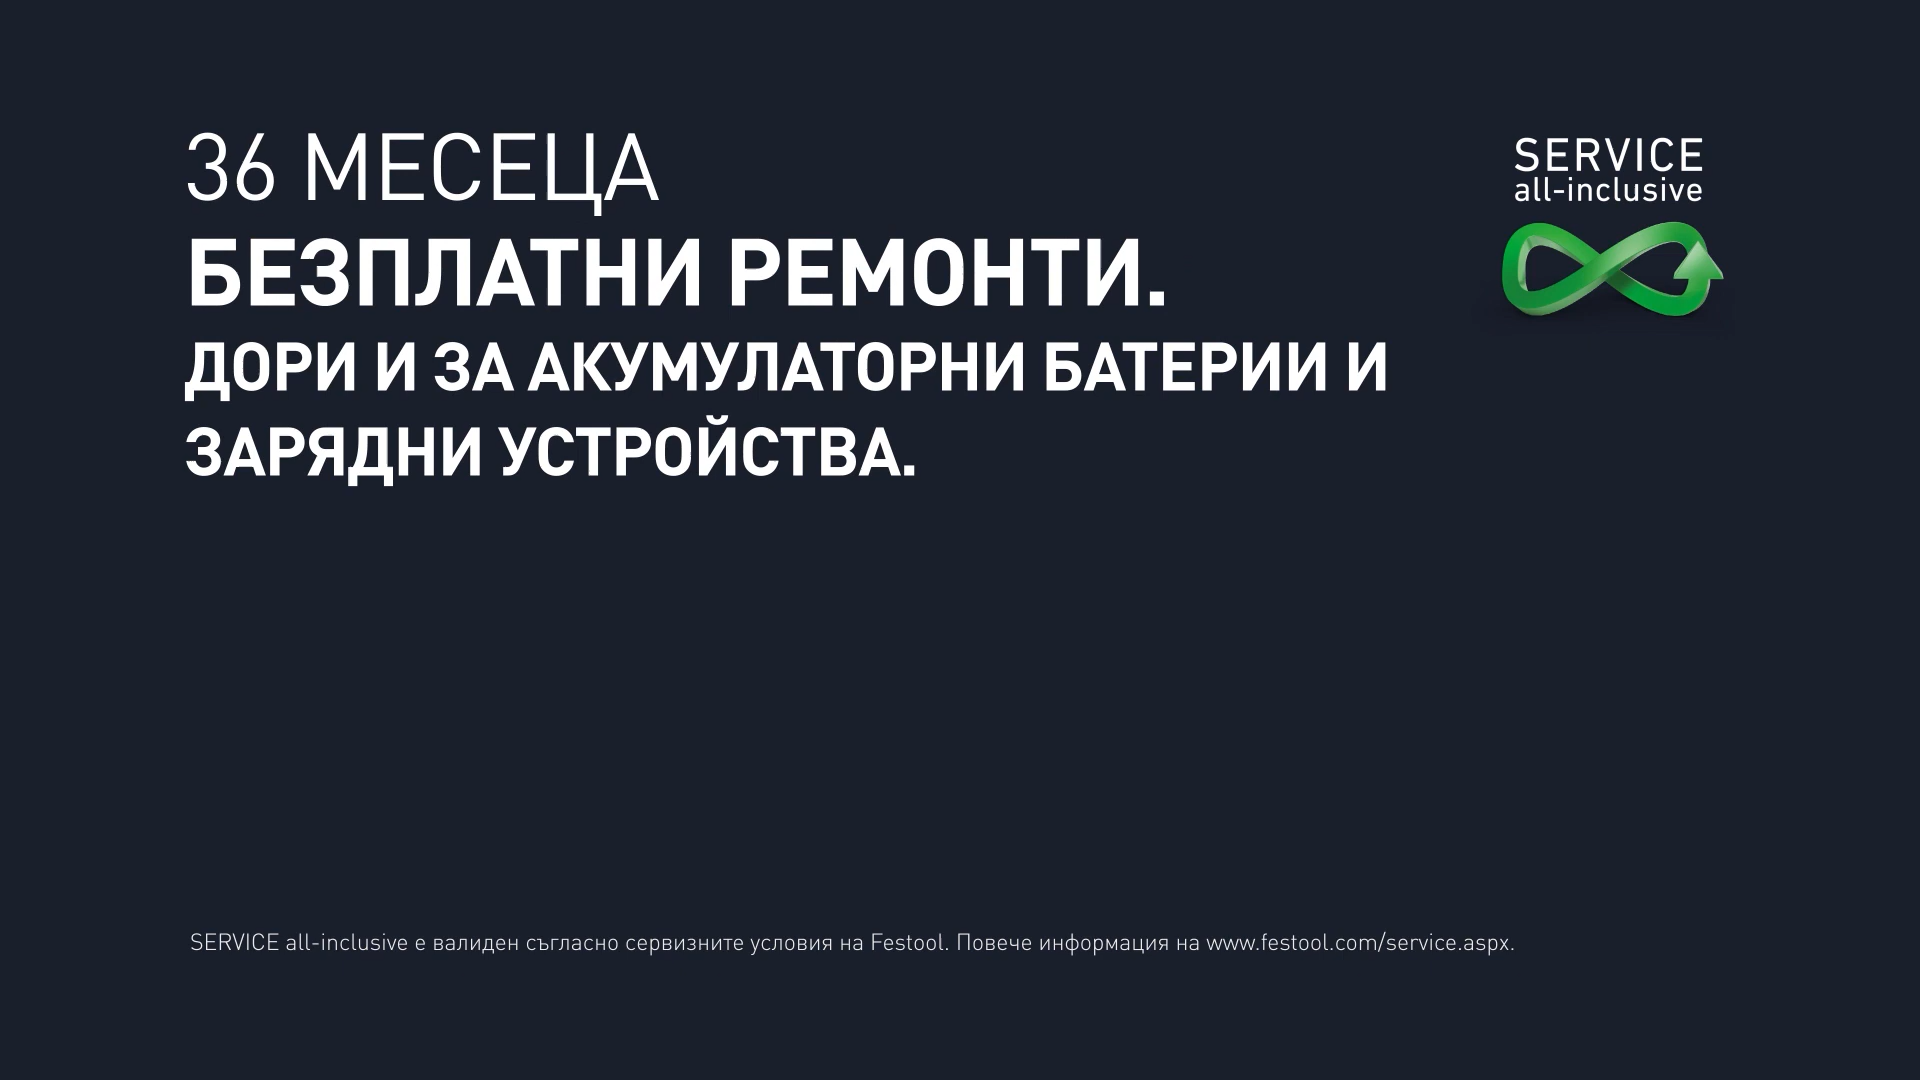 36 МЕСЕЦА
БЕЗПЛАТНИ РЕМОНТИ.
ДОРИ И ЗА АКУМУЛАТОРНИ БАТЕРИИ И
ЗАРЯДНИ УСТРОЙСТВА.
SERVICE
all-inclusive
SERVICE all-inclusive е валиден съгласно сервизните условия на Festool. Повече информация на www.festool.com/service.aspx.